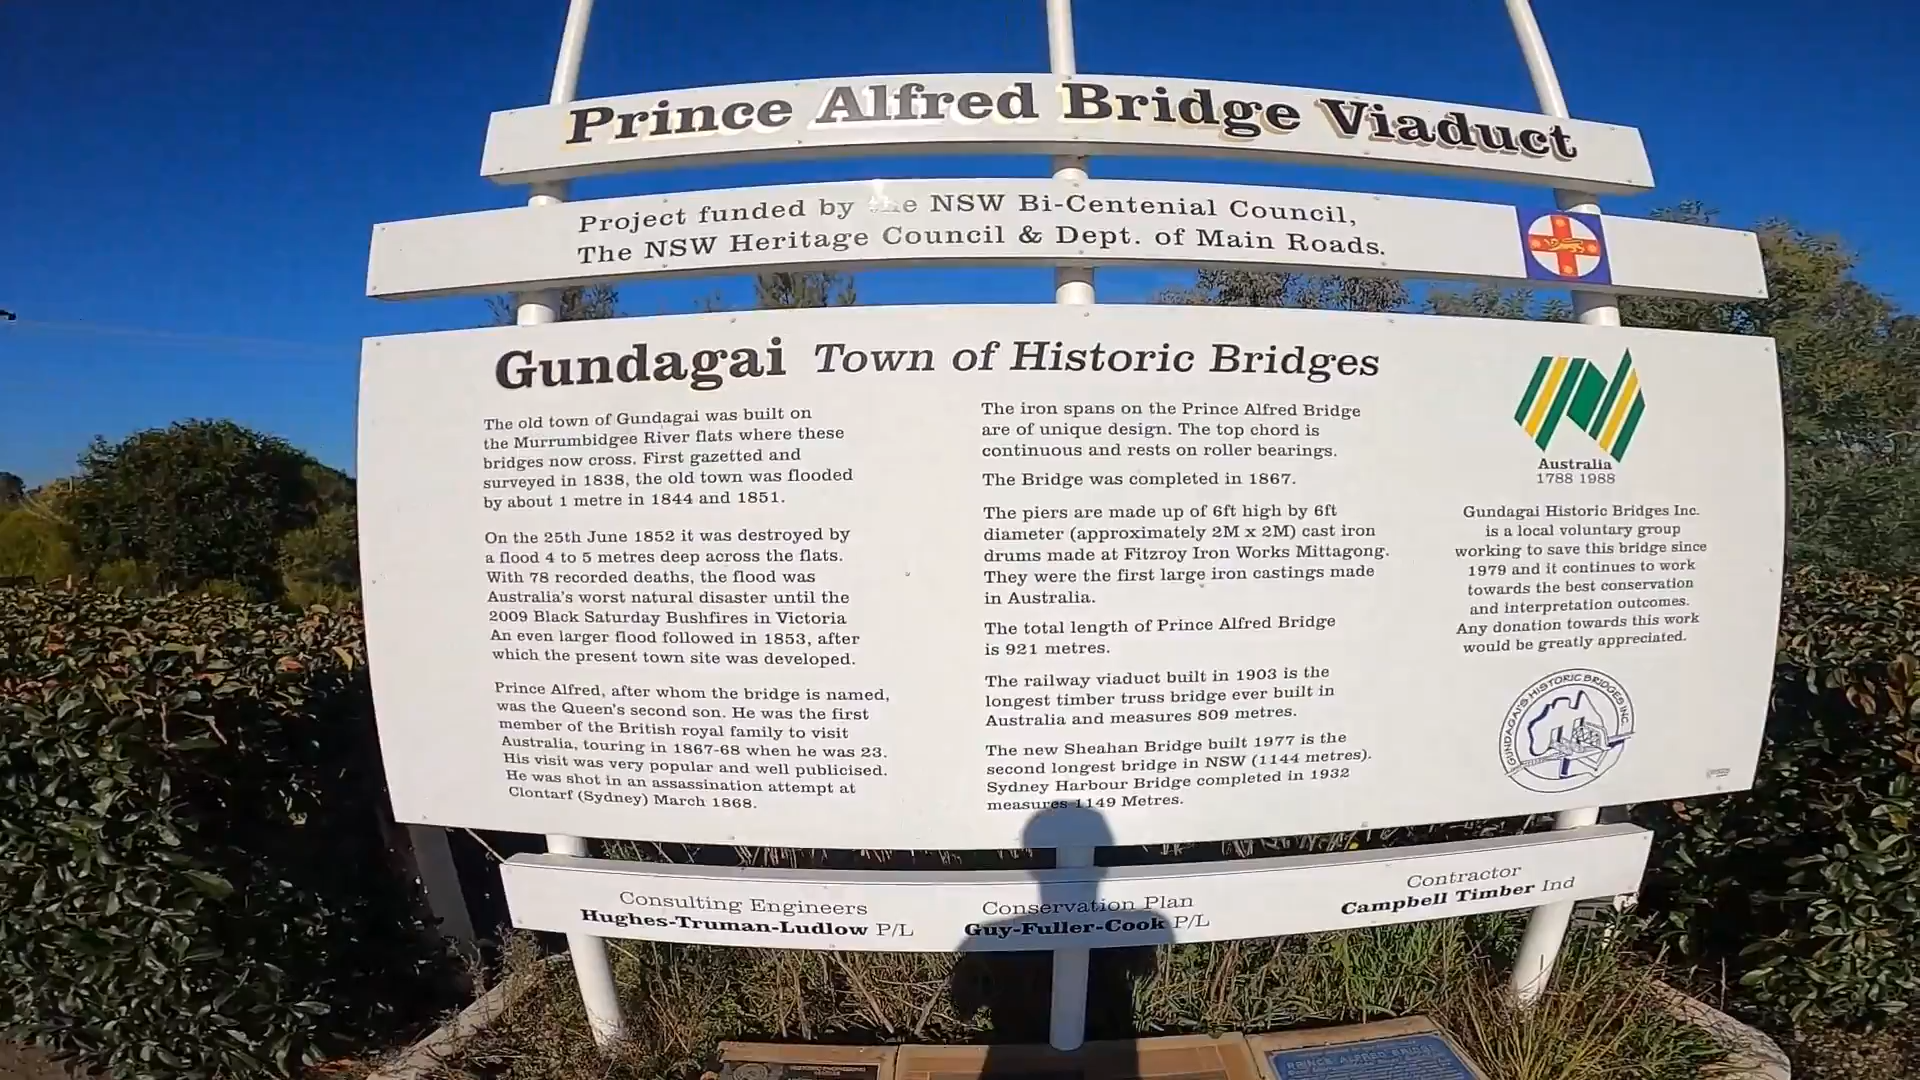 Prince Alfred Bridge Viaduct
Project funded by the NSW Bi-Centenial Council,
The NSW Heritage Council & Dept. of Main Roads.
Gundagai Town of Historic Bridges
The old town of Gundagai was built on
the Murrumbidgee River flats where these
bridges now cross. First gazetted and
surveyed in 1838, the old town was flooded
by about 1 metre in 1844 and 1851.
On the 25th June 1852 it was destroyed by
a flood 4 to 5 metres deep across the flats.
With 78 recorded deaths, the flood was
Australia's worst natural disaster until the
2009 Black Saturday Bushfires in Victoria
An even larger flood followed in 1853, after
which the present town site was developed.
Prince Alfred, after whom the bridge is named,
was the Queen's second son. He was the first
member of the British royal family to visit
Australia, touring in 1867-68 when he was 23.
His visit was very popular and well publicised.
He was shot in an assassination attempt at
Clontarf (Sydney) March 1868.
The iron spans on the Prince Alfred Bridge
are of unique design. The top chord is
continuous and rests on roller bearings.
The Bridge was completed in 1867.
The piers are made up of 6ft high by 6ft
diameter (approximately 2M x 2M) cast iron
drums made at Fitzroy Iron Works Mittagong.
They were the first large iron castings made
in Australia.
The total length of Prince Alfred Bridge
is 921 metres.
The railway viaduct built in 1903 is the
longest timber truss bridge ever built in
Australia and measures 809 metres.
The new Sheahan Bridge built 1977 is the
second longest bridge in NSW (1144 metres).
Sydney Harbour Bridge completed in 1932
measures 1149 Metres.
Australia
1788 1988
Gundagai Historic Bridges Inc.
is a local voluntary group
working to save this bridge since
1979 and it continues to work
towards the best conservation
and interpretation outcomes.
Any donation towards this work
would be greatly appreciated.
GUNDAGAI'S HISTORIC BRIDGES INC.
Consulting Engineers
Hughes-Truman-Ludlow P/L
Conservation Plan
Guy-Fuller-Cook P/L
Contractor
Campbell Timber Ind
PRINCE ALFRED